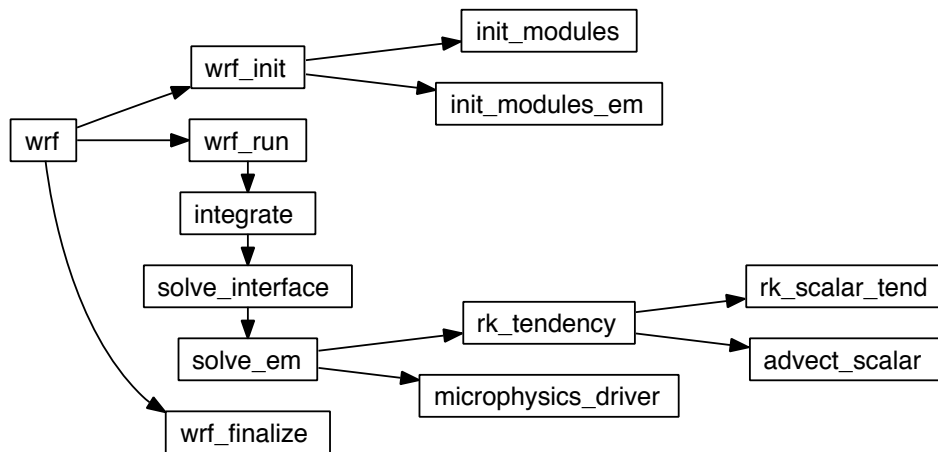 init_modules
wrf_init
init_modules_em
wrf
wrf_run
integrate
solve_interface
rk_scalar_tend
rk_tendency
solve_em
advect_scalar
microphysics_driver
wrf_finalize